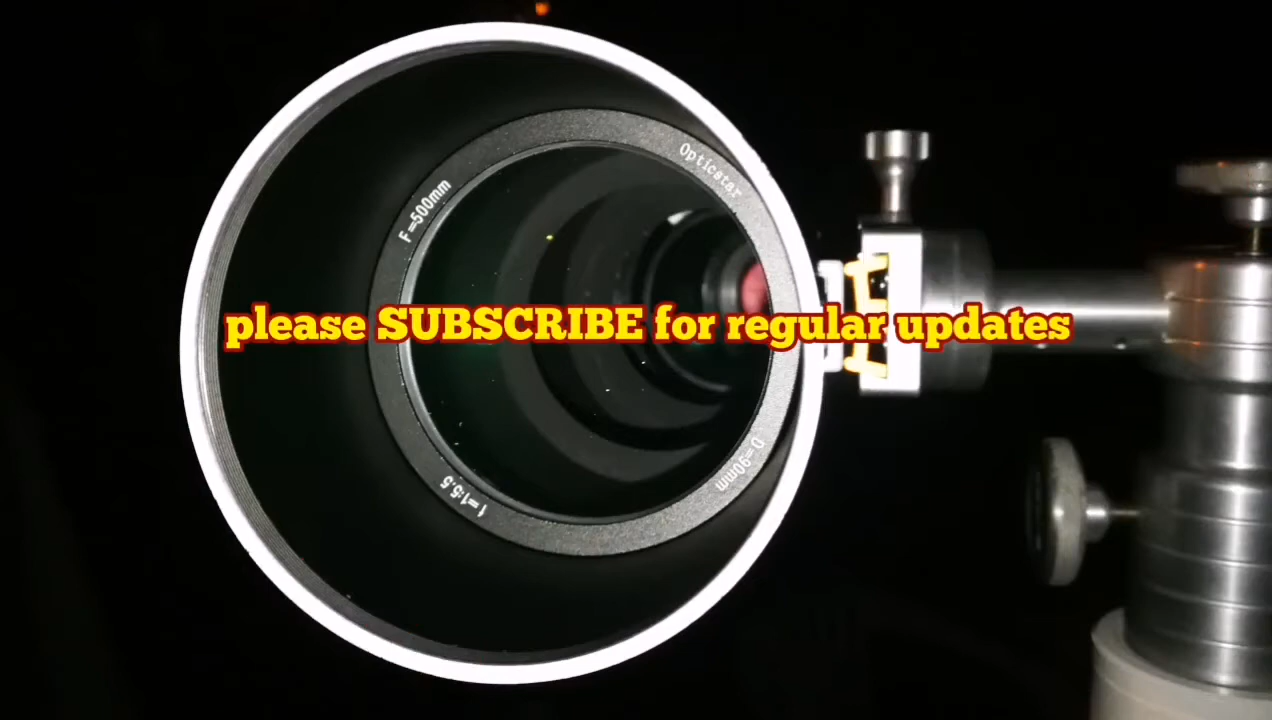 Opticstar
F=500mm
please SUBSCRIBE for regular updates
D=90mm
f=1:5.5